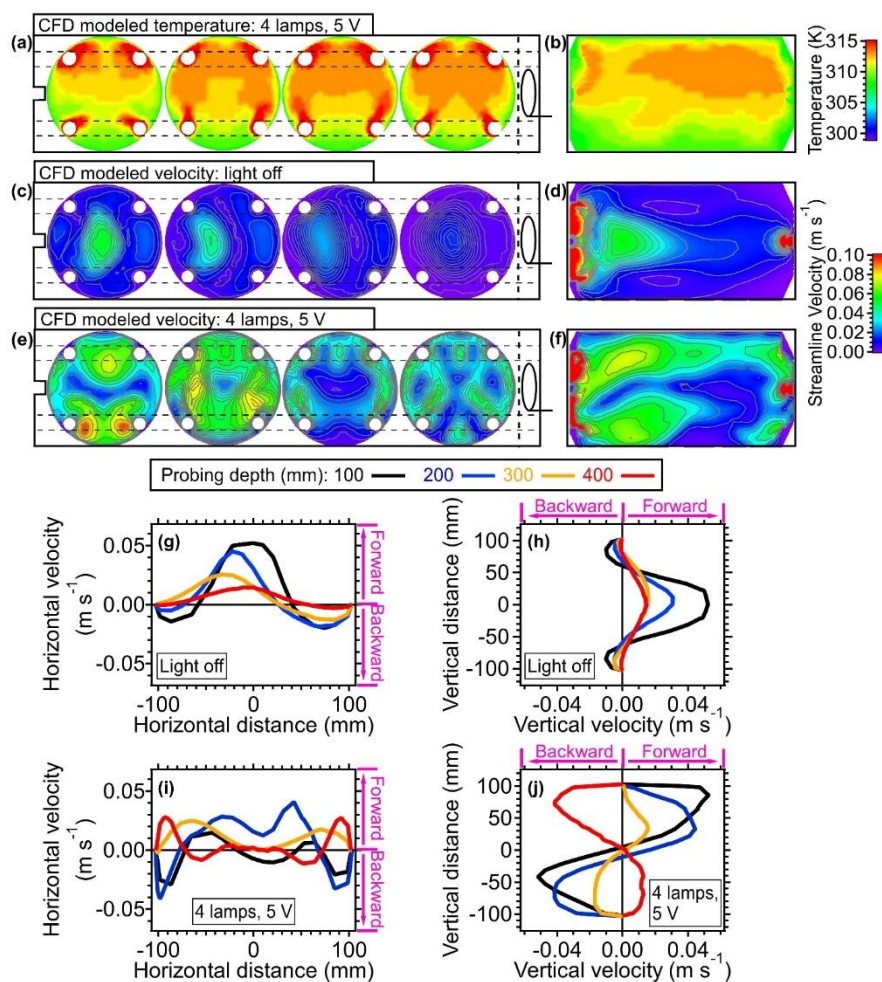 CFD modeled temperature: 4 lamps, 5 V
(a)
(b)
315
310
305
300
Temperature (K)
CFD modeled velocity: light off
(c)
(d)
CFD modeled velocity: 4 lamps, 5 V
(e)
(f)
0.10
0.08
0.06
0.04
0.02
0.00
Streamline Velocity (m s⁻¹)
Probing depth (mm): 100 200 300 400
(g)
0.05
0.00
-0.05
Horizontal velocity
(m s⁻¹)
Light off
Forward
Backward
-100 0 100
Horizontal distance (mm)
Backward Forward
(h)
100
50
0
-50
-100
Vertical distance (mm)
Light off
-0.04 0.00 0.04
Vertical velocity (m s⁻¹)
(i)
0.05
0.00
-0.05
Horizontal velocity
(m s⁻¹)
4 lamps, 5 V
Forward
Backward
-100 0 100
Horizontal distance (mm)
Backward Forward
(j)
100
50
0
-50
-100
Vertical distance (mm)
4 lamps,
5 V
-0.04 0.00 0.04
Vertical velocity (m s⁻¹)